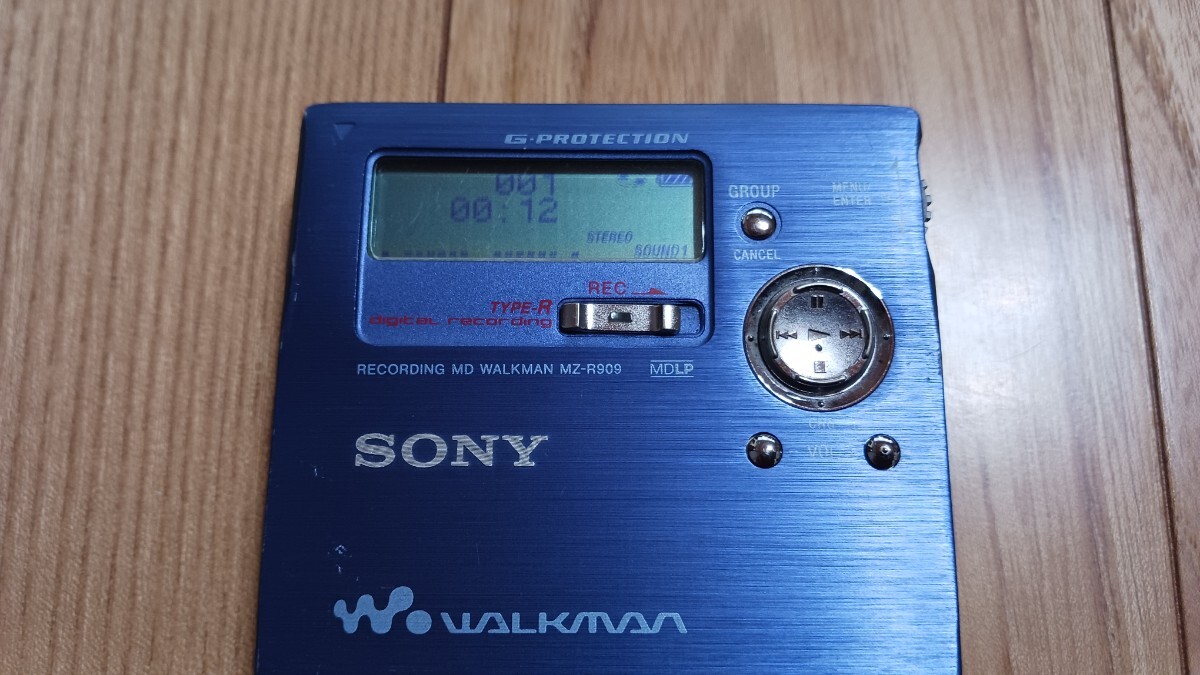 G-PROTECTION
001
00:12
STEREO
SOUND1
GROUP
MENU/
ENTER
CANCEL
REC
TYPE-R
digital recording
RECORDING MD WALKMAN MZ-R909 MDLP
CHG
VOL
SONY
WALKMAN